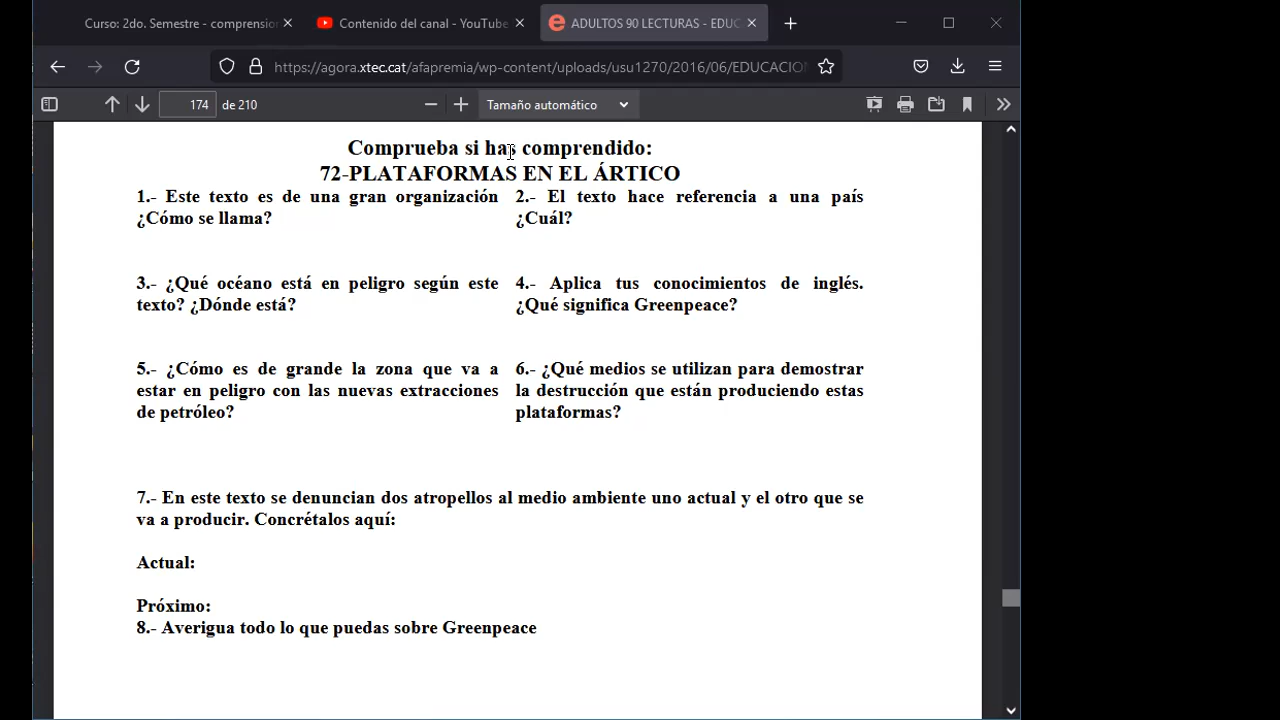 Curso: 2do. Semestre - comprension
Contenido del canal - YouTube
ADULTOS 90 LECTURAS - EDUC
https://agora.xtec.cat/afapremia/wp-content/uploads/usu1270/2016/06/EDUCACION
174 de 210
Tamaño automático
Comprueba si has comprendido:
72-PLATAFORMAS EN EL ÁRTICO
1.- Este texto es de una gran organización
¿Cómo se llama?
2.- El texto hace referencia a una país
¿Cuál?
3.- ¿Qué océano está en peligro según este
texto? ¿Dónde está?
4.- Aplica tus conocimientos de inglés.
¿Qué significa Greenpeace?
5.- ¿Cómo es de grande la zona que va a
estar en peligro con las nuevas extracciones
de petróleo?
6.- ¿Qué medios se utilizan para demostrar
la destrucción que están produciendo estas
plataformas?
7.- En este texto se denuncian dos atropellos al medio ambiente uno actual y el otro que se
va a producir. Concrétalos aquí:
Actual:
Próximo:
8.- Averigua todo lo que puedas sobre Greenpeace